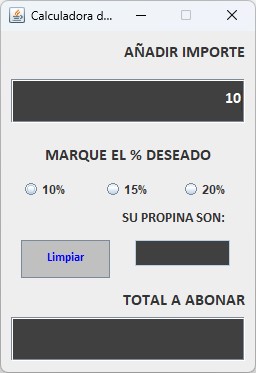 Calculadora d...
AÑADIR IMPORTE
10
MARQUE EL % DESEADO
10% 15% 20%
SU PROPINA SON:
Limpiar
TOTAL A ABONAR